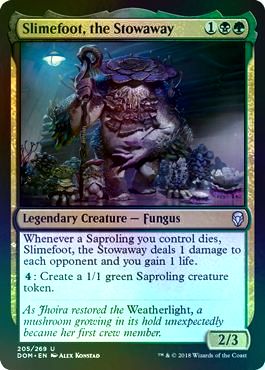 Slimefoot, the Stowaway 1
Legendary Creature — Fungus
Whenever a Saproling you control dies,
Slimefoot, the Stowaway deals 1 damage to
each opponent and you gain 1 life.
4: Create a 1/1 green Saproling creature
token.
As Jhoira restored the Weatherlight, a
mushroom growing in its hold unexpectedly
became her first crew member.
2/3
205/269 U
DOM • EN ALEX KONSTAD
™ & © 2018 Wizards of the Coast